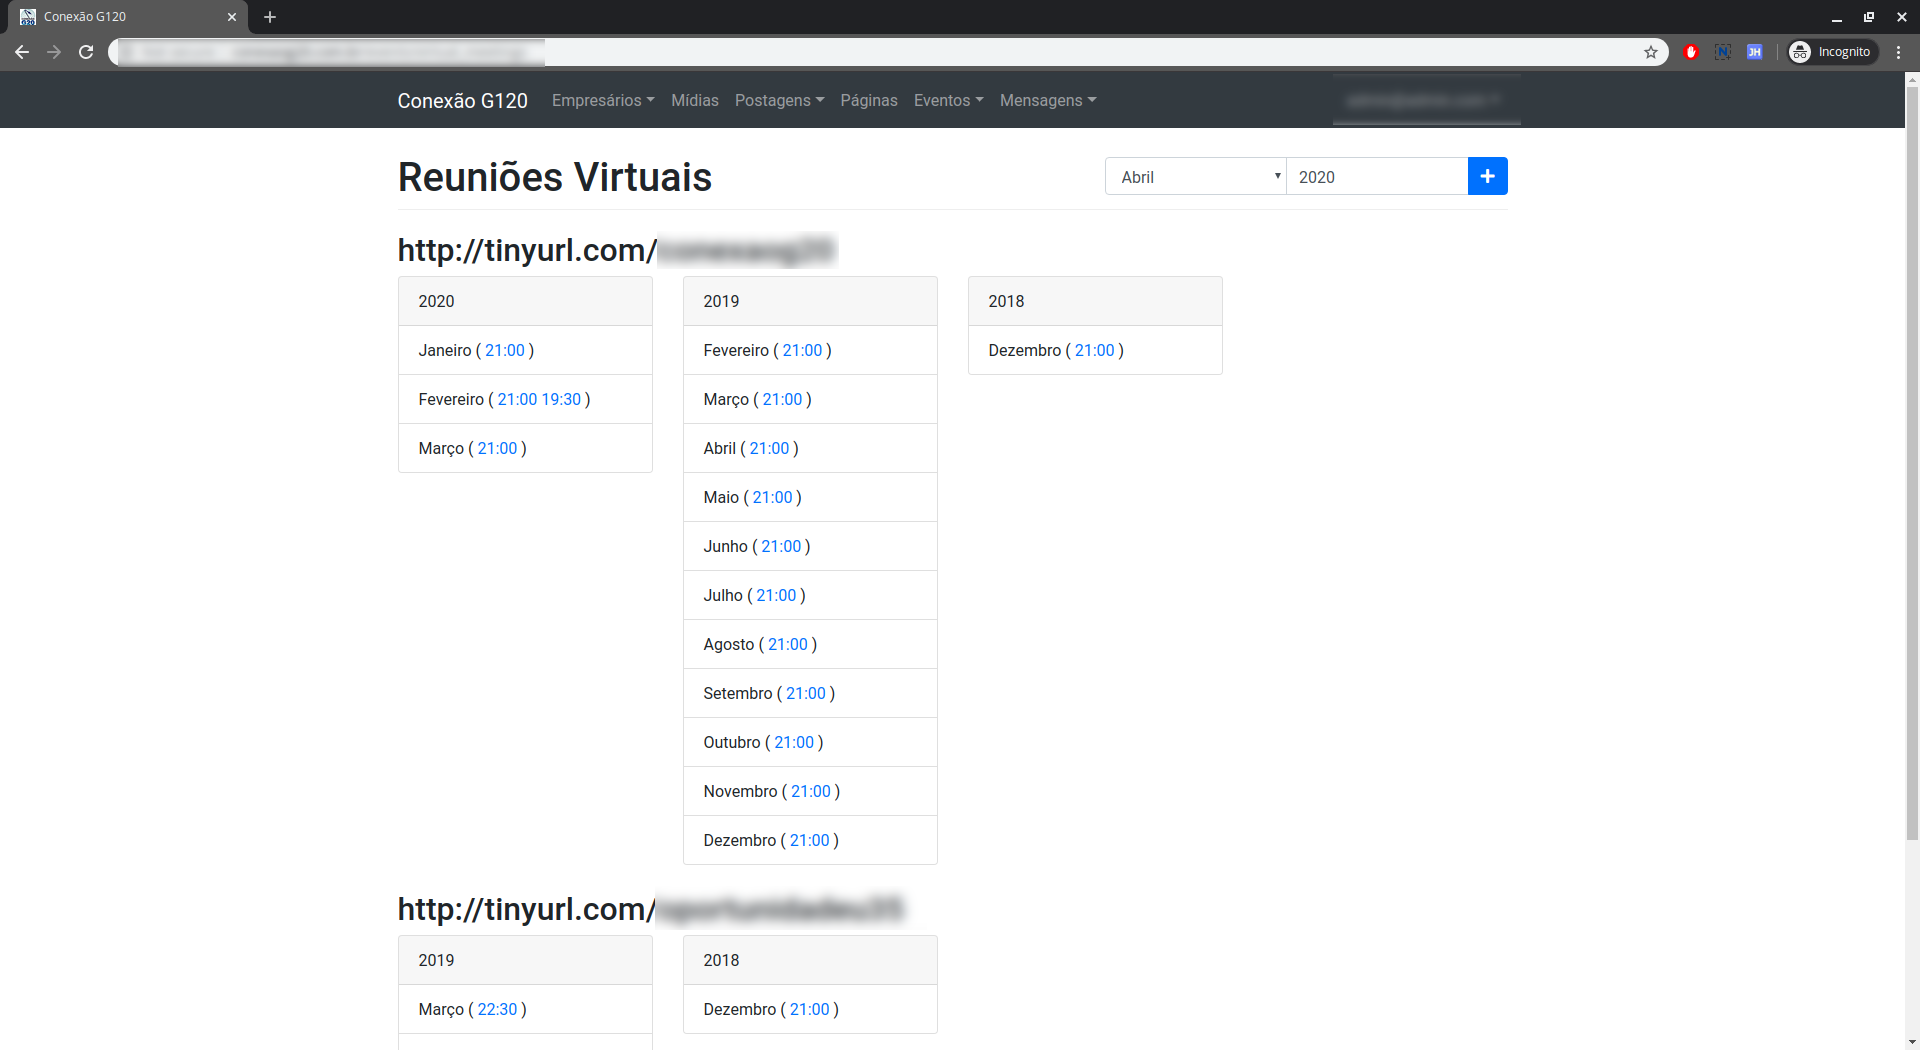 Conexão G120
Incognito
Conexão G120 Empresários Mídias Postagens Páginas Eventos Mensagens
Reuniões Virtuais
Abril 2020 +
http://tinyurl.com/
2020
Janeiro ( 21:00 )
Fevereiro ( 21:00 19:30 )
Março ( 21:00 )
2019
Fevereiro ( 21:00 )
Março ( 21:00 )
Abril ( 21:00 )
Maio ( 21:00 )
Junho ( 21:00 )
Julho ( 21:00 )
Agosto ( 21:00 )
Setembro ( 21:00 )
Outubro ( 21:00 )
Novembro ( 21:00 )
Dezembro ( 21:00 )
2018
Dezembro ( 21:00 )
http://tinyurl.com/
2019
Março ( 22:30 )
2018
Dezembro ( 21:00 )